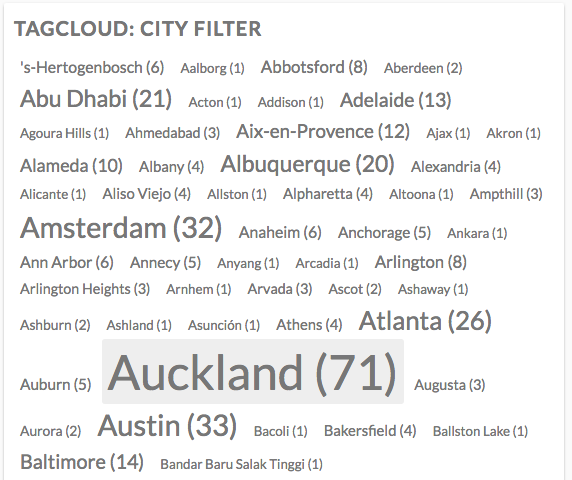 TAGCLOUD: CITY FILTER
's-Hertogenbosch (6) Aalborg (1) Abbotsford (8) Aberdeen (2)
Abu Dhabi (21) Acton (1) Addison (1) Adelaide (13)
Agoura Hills (1) Ahmedabad (3) Aix-en-Provence (12) Ajax (1) Akron (1)
Alameda (10) Albany (4) Albuquerque (20) Alexandria (4)
Alicante (1) Aliso Viejo (4) Allston (1) Alpharetta (4) Altoona (1) Ampthill (3)
Amsterdam (32) Anaheim (6) Anchorage (5) Ankara (1)
Ann Arbor (6) Annecy (5) Anyang (1) Arcadia (1) Arlington (8)
Arlington Heights (3) Arnhem (1) Arvada (3) Ascot (2) Ashaway (1)
Ashburn (2) Ashland (1) Asunción (1) Athens (4) Atlanta (26)
Auburn (5) Auckland (71) Augusta (3)
Aurora (2) Austin (33) Bacoli (1) Bakersfield (4) Ballston Lake (1)
Baltimore (14) Bandar Baru Salak Tinggi (1)